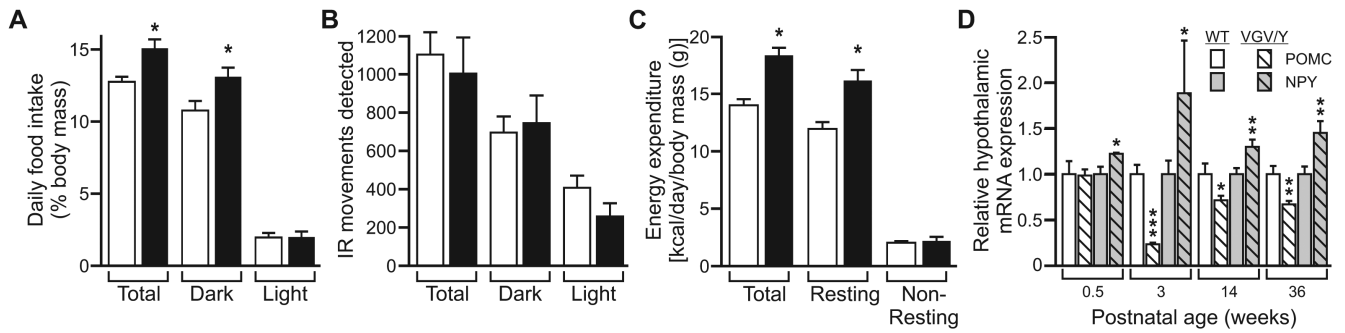 A
Daily food intake
(% body mass)
15
10
5
0
*
*
Total
Dark
Light
B
IR movements detected
1200
1000
800
600
400
200
0
Total
Dark
Light
C
Energy expenditure
[kcal/day/body mass (g)]
20
15
10
5
0
*
*
Total
Resting
Non-
Resting
D
Relative hypothalamic
mRNA expression
2.5
2.0
1.5
1.0
0.5
0
WT VGV/Y
POMC
NPY
*
***
*
*
**
**
**
0.5
3
14
36
Postnatal age (weeks)